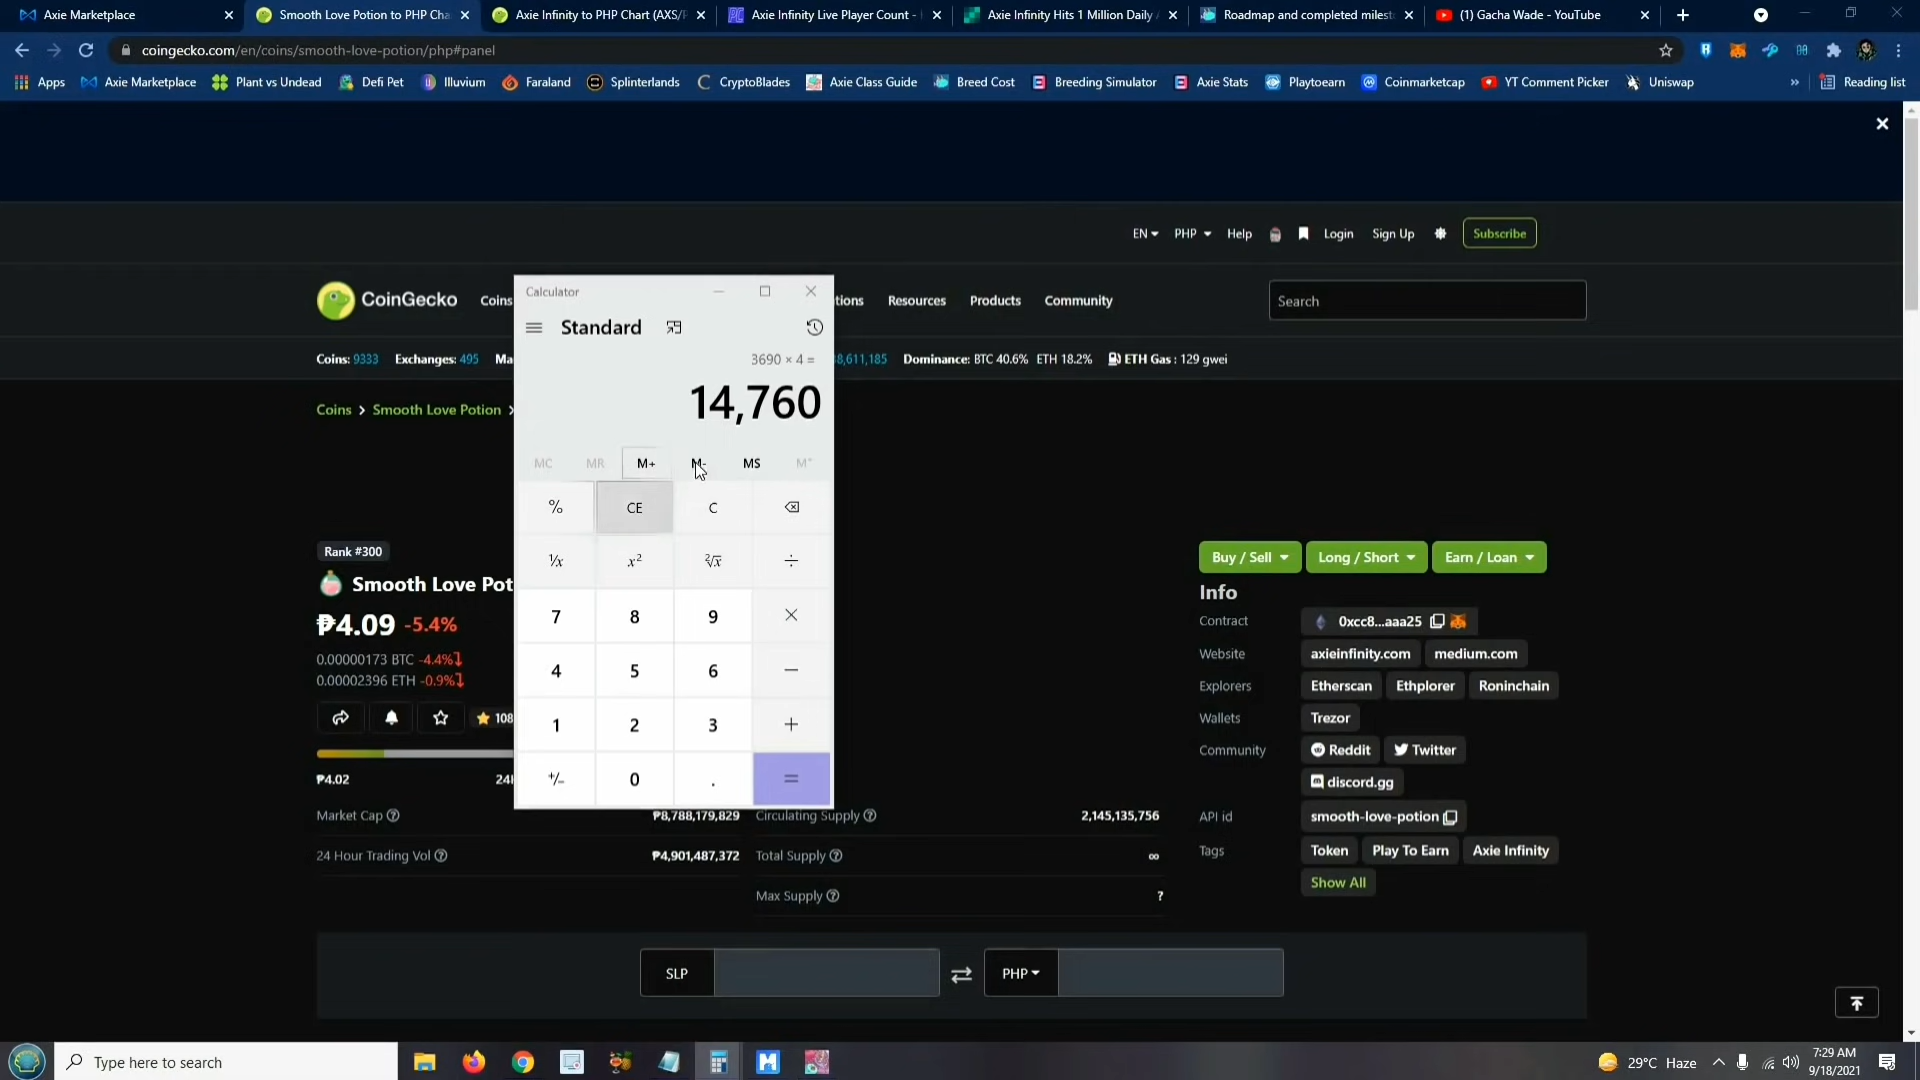 Axie Marketplace
Smooth Love Potion to PHP Cha
Axie Infinity to PHP Chart (AXS/P
Axie Infinity Live Player Count -
Axie Infinity Hits 1 Million Daily
Roadmap and completed milest
(1) Gacha Wade - YouTube
coingecko.com/en/coins/smooth-love-potion/php#panel
Apps
Axie Marketplace
Plant vs Undead
Defi Pet
Illuvium
Faraland
Splinterlands
CryptoBlades
Axie Class Guide
Breed Cost
Breeding Simulator
Axie Stats
Playtoearn
Coinmarketcap
YT Comment Picker
Uniswap
»
Reading list
EN
PHP
Help
Login
Sign Up
Subscribe
CoinGecko
Coins
tions
Resources
Products
Community
Search
Coins: 9333
Exchanges: 495
Ma
8,611,185
Dominance: BTC 40.6% ETH 18.2%
ETH Gas : 129 gwei
Coins > Smooth Love Potion >
Calculator
Standard
3690 × 4 =
14,760
MC MR M+ M- MS M˅
% CE C
¹/x x² ²√x ÷
7 8 9 ×
4 5 6 −
1 2 3 +
+/− 0 . =
Rank #300
Smooth Love Pot
₱4.09 -5.4%
0.00000173 BTC -4.4%
0.00002396 ETH -0.9%
108
₱4.02
24H
Market Cap
₱8,788,179,829
24 Hour Trading Vol
₱4,901,487,372
Circulating Supply
2,145,135,756
Total Supply
∞
Max Supply
?
Buy / Sell
Long / Short
Earn / Loan
Info
Contract
0xcc8...aaa25
Website
axieinfinity.com
medium.com
Explorers
Etherscan
Ethplorer
Roninchain
Wallets
Trezor
Community
Reddit
Twitter
discord.gg
API id
smooth-love-potion
Tags
Token
Play To Earn
Axie Infinity
Show All
SLP
PHP
Type here to search
29°C Haze
7:29 AM
9/18/2021